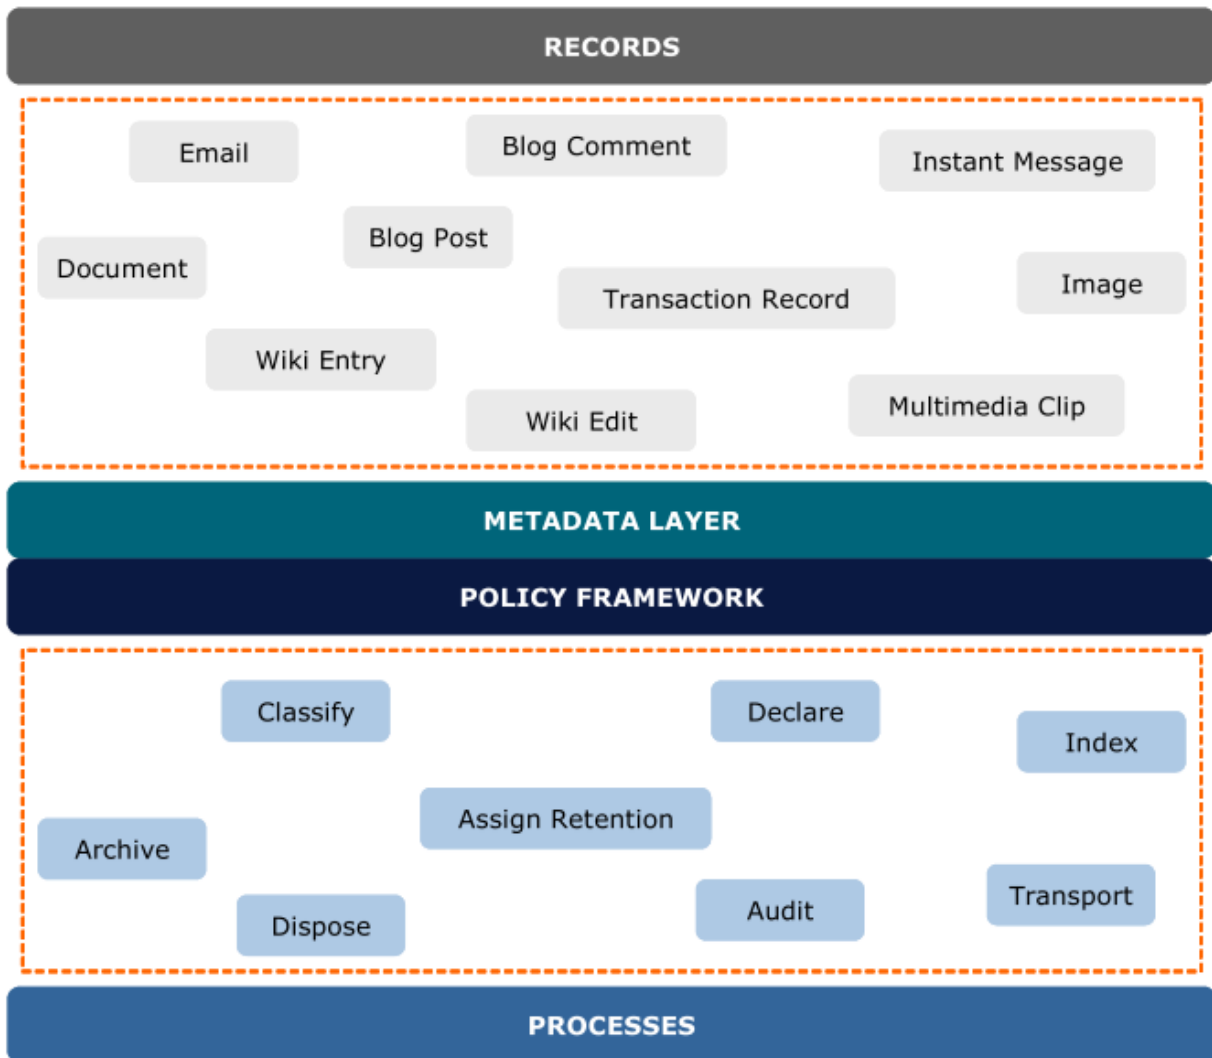 RECORDS
Email
Blog Comment
Instant Message
Blog Post
Document
Transaction Record
Image
Wiki Entry
Wiki Edit
Multimedia Clip
METADATA LAYER
POLICY FRAMEWORK
Classify
Declare
Index
Assign Retention
Archive
Dispose
Audit
Transport
PROCESSES